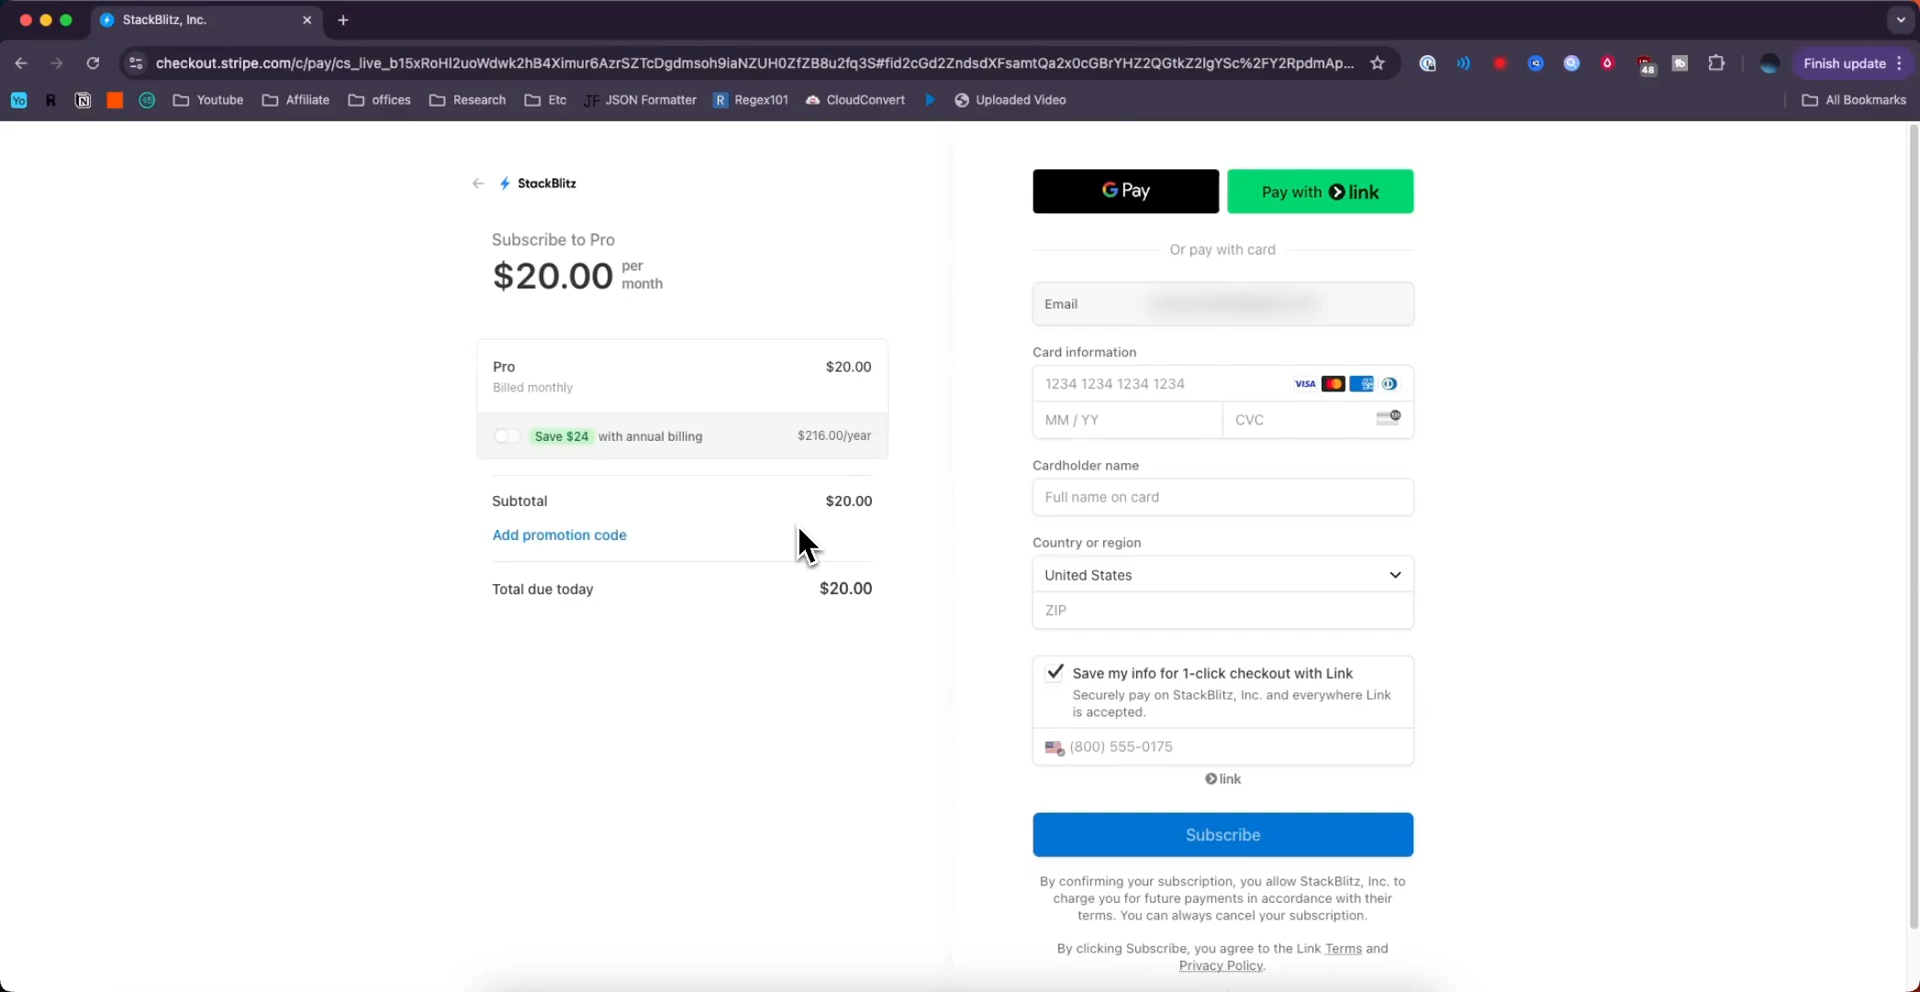 StackBlitz, Inc.
checkout.stripe.com/c/pay/cs_live_b15xRoHl2uoWdwk2hB4Ximur6AzrSZTcDgdmsoh9iaNZUH0ZfZB8u2fq3S#fid2cGd2ZndsdXFsamtQa2x0cGBrYHZ2QGtkZ2lgYSc%2FY2RpdmAp...
48
Finish update
Yo
R
Youtube
Affiliate
offices
Research
Etc
JF JSON Formatter
R Regex101
CloudConvert
Uploaded Video
All Bookmarks
StackBlitz
Subscribe to Pro
$20.00 per
month
Pro $20.00
Billed monthly
Save $24 with annual billing $216.00/year
Subtotal $20.00
Add promotion code
Total due today $20.00
G Pay
Pay with link
Or pay with card
Email
Card information
1234 1234 1234 1234 VISA
MM / YY CVC
Cardholder name
Full name on card
Country or region
United States
ZIP
Save my info for 1-click checkout with Link
Securely pay on StackBlitz, Inc. and everywhere Link
is accepted.
(800) 555-0175
link
Subscribe
By confirming your subscription, you allow StackBlitz, Inc. to
charge you for future payments in accordance with their
terms. You can always cancel your subscription.
By clicking Subscribe, you agree to the Link Terms and
Privacy Policy.